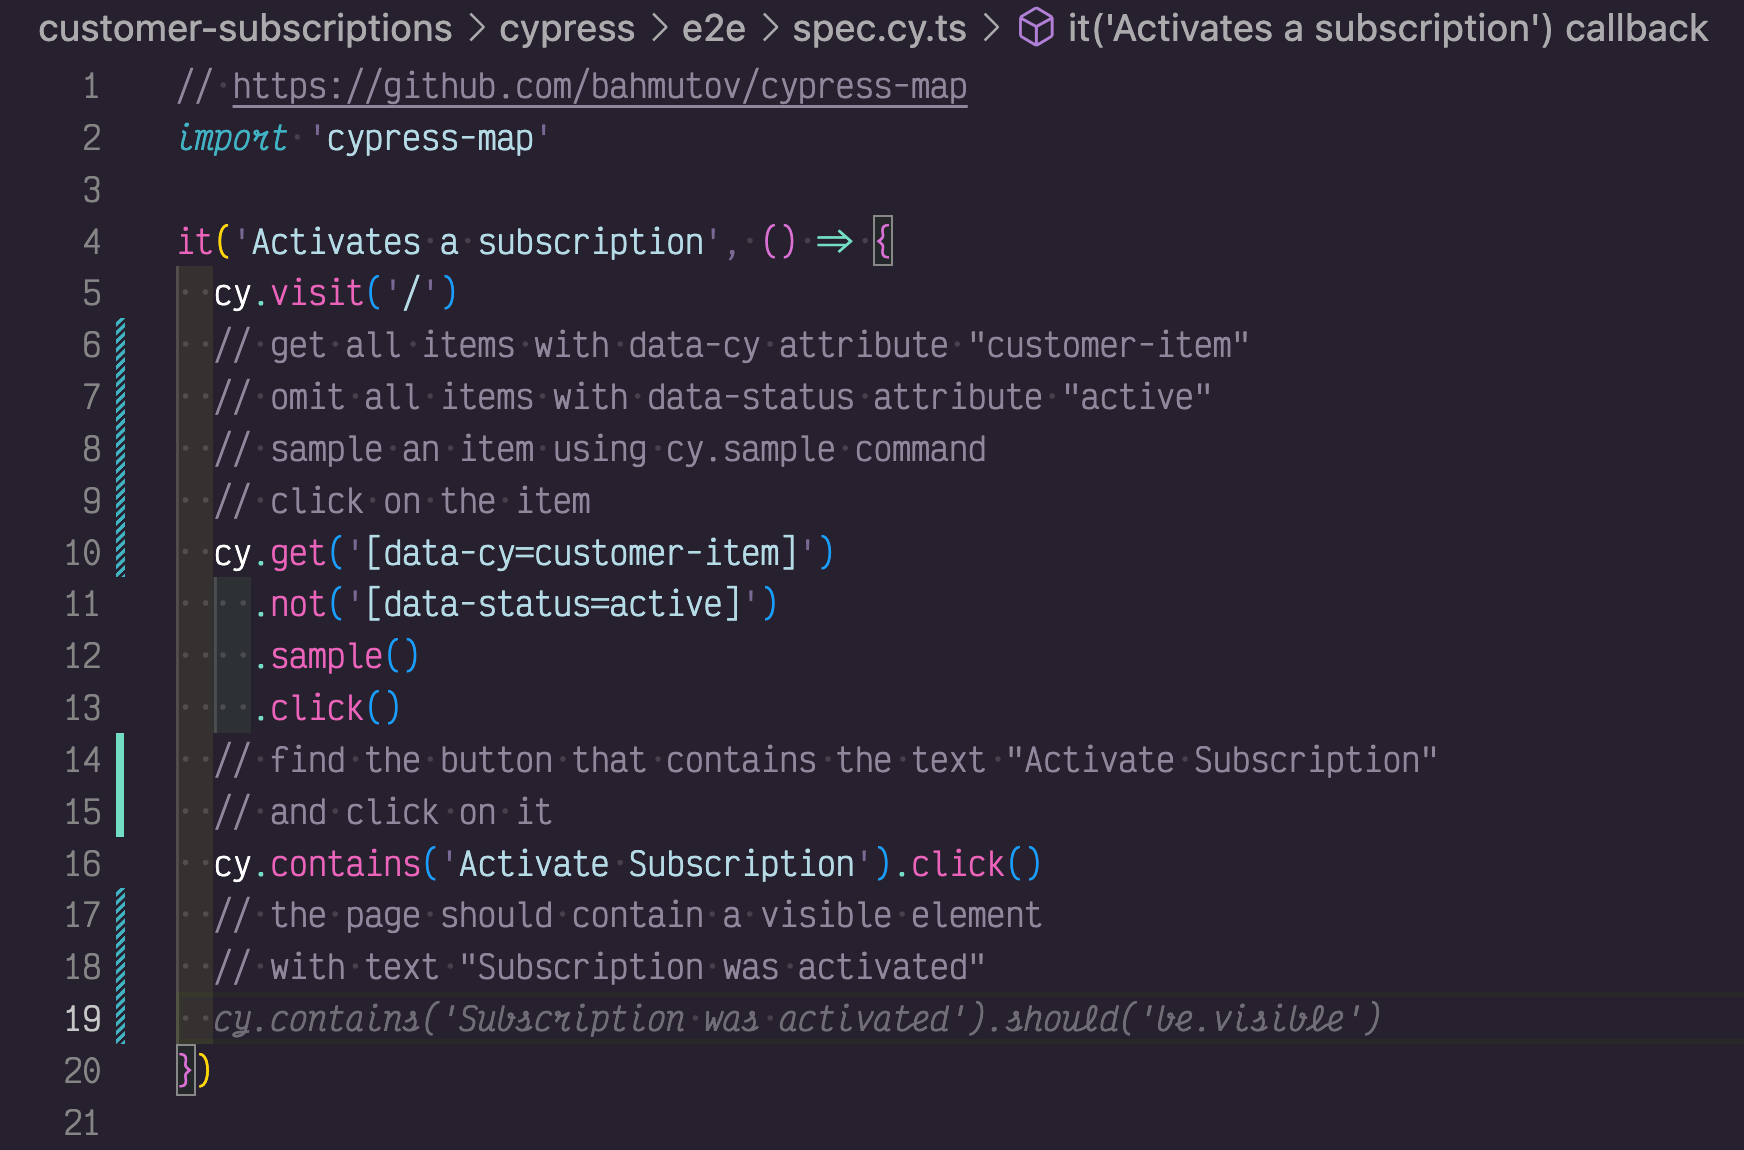 customer-subscriptions > cypress > e2e > spec.cy.ts > it('Activates a subscription') callback
1 // https://github.com/bahmutov/cypress-map
2 import 'cypress-map'
3
4 it('Activates a subscription', () => {
5 cy.visit('/')
6 // get all items with data-cy attribute "customer-item"
7 // omit all items with data-status attribute "active"
8 // sample an item using cy.sample command
9 // click on the item
10 cy.get('[data-cy=customer-item]')
11 .not('[data-status=active]')
12 .sample()
13 .click()
14 // find the button that contains the text "Activate Subscription"
15 // and click on it
16 cy.contains('Activate Subscription').click()
17 // the page should contain a visible element
18 // with text "Subscription was activated"
19 cy.contains('Subscription was activated').should('be.visible')
20 })
21